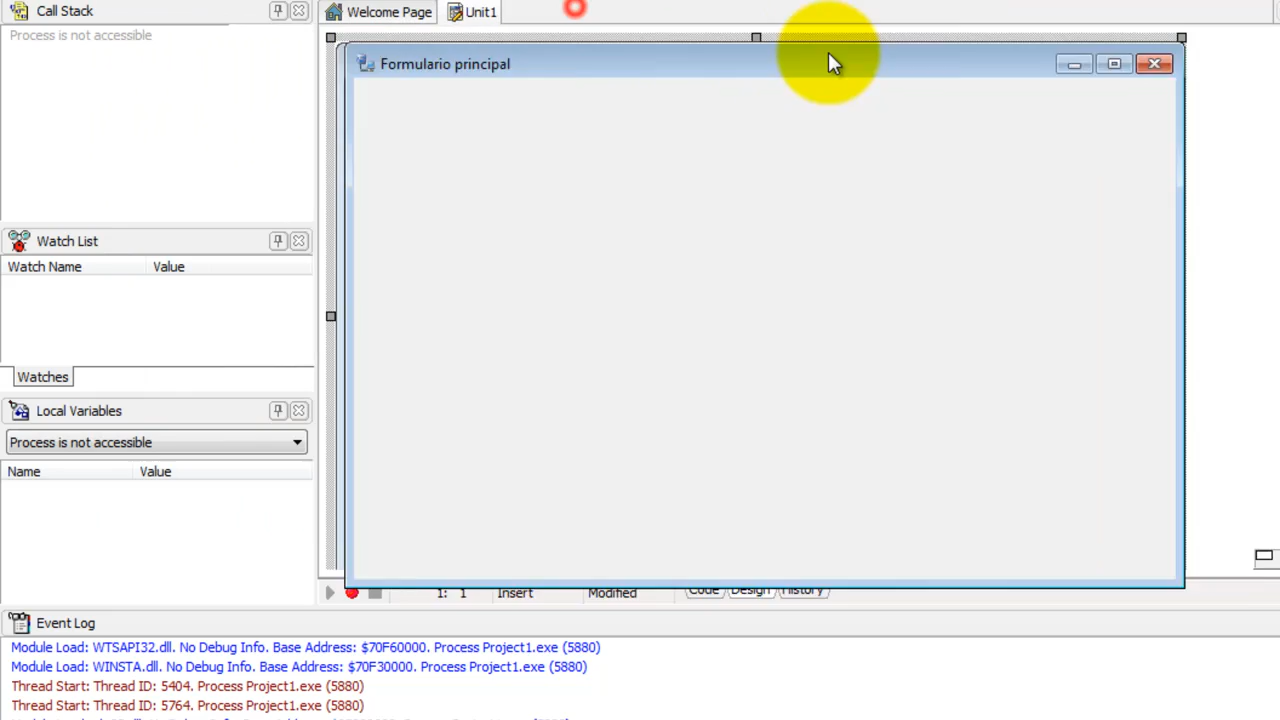 Call Stack
Process is not accessible
Watch List
Watch Name Value
Watches
Local Variables
Process is not accessible
Name Value
Welcome Page Unit1
Formulario principal
1: 1 Insert Modified Code Design History
Event Log
Module Load: WTSAPI32.dll. No Debug Info. Base Address: $70F60000. Process Project1.exe (5880)
Module Load: WINSTA.dll. No Debug Info. Base Address: $70F30000. Process Project1.exe (5880)
Thread Start: Thread ID: 5404. Process Project1.exe (5880)
Thread Start: Thread ID: 5764. Process Project1.exe (5880)